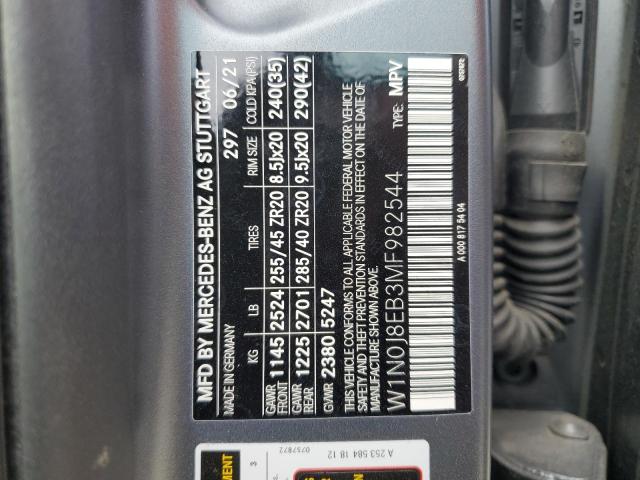 MFD BY MERCEDES-BENZ AG STUTTGART
MADE IN GERMANY 297 06/21
KG LB TIRES RIM SIZE COLD KPA(PSI)
GAWR FRONT 1145 2524 255/45 ZR20 8.5Jx20 240(35)
GAWR REAR 1225 2701 285/40 ZR20 9.5Jx20 290(42)
GVWR 2380 5247
THIS VEHICLE CONFORMS TO ALL APPLICABLE FEDERAL MOTOR VEHICLE
SAFETY AND THEFT PREVENTION STANDARDS IN EFFECT ON THE DATE OF
MANUFACTURE SHOWN ABOVE.
W1N0J8EB3MF982544 TYPE: MPV
A 000 817 54 04
A 253 584 18 12
0757872